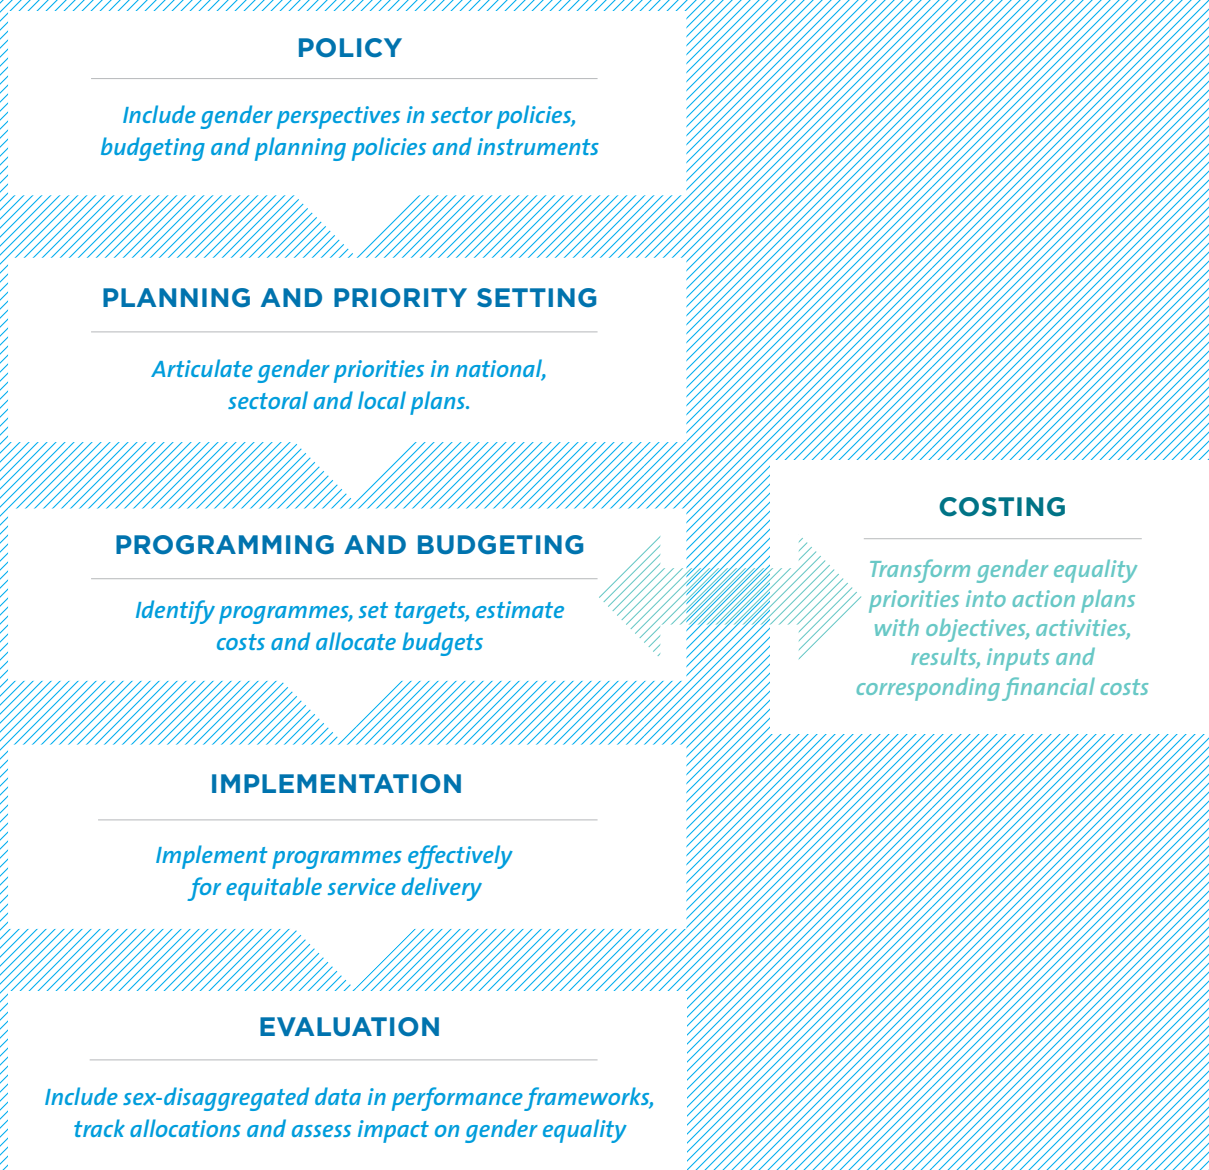 POLICY
Include gender perspectives in sector policies,
budgeting and planning policies and instruments
PLANNING AND PRIORITY SETTING
Articulate gender priorities in national,
sectoral and local plans.
PROGRAMMING AND BUDGETING
Identify programmes, set targets, estimate
costs and allocate budgets
COSTING
Transform gender equality
priorities into action plans
with objectives, activities,
results, inputs and
corresponding financial costs
IMPLEMENTATION
Implement programmes effectively
for equitable service delivery
EVALUATION
Include sex-disaggregated data in performance frameworks,
track allocations and assess impact on gender equality